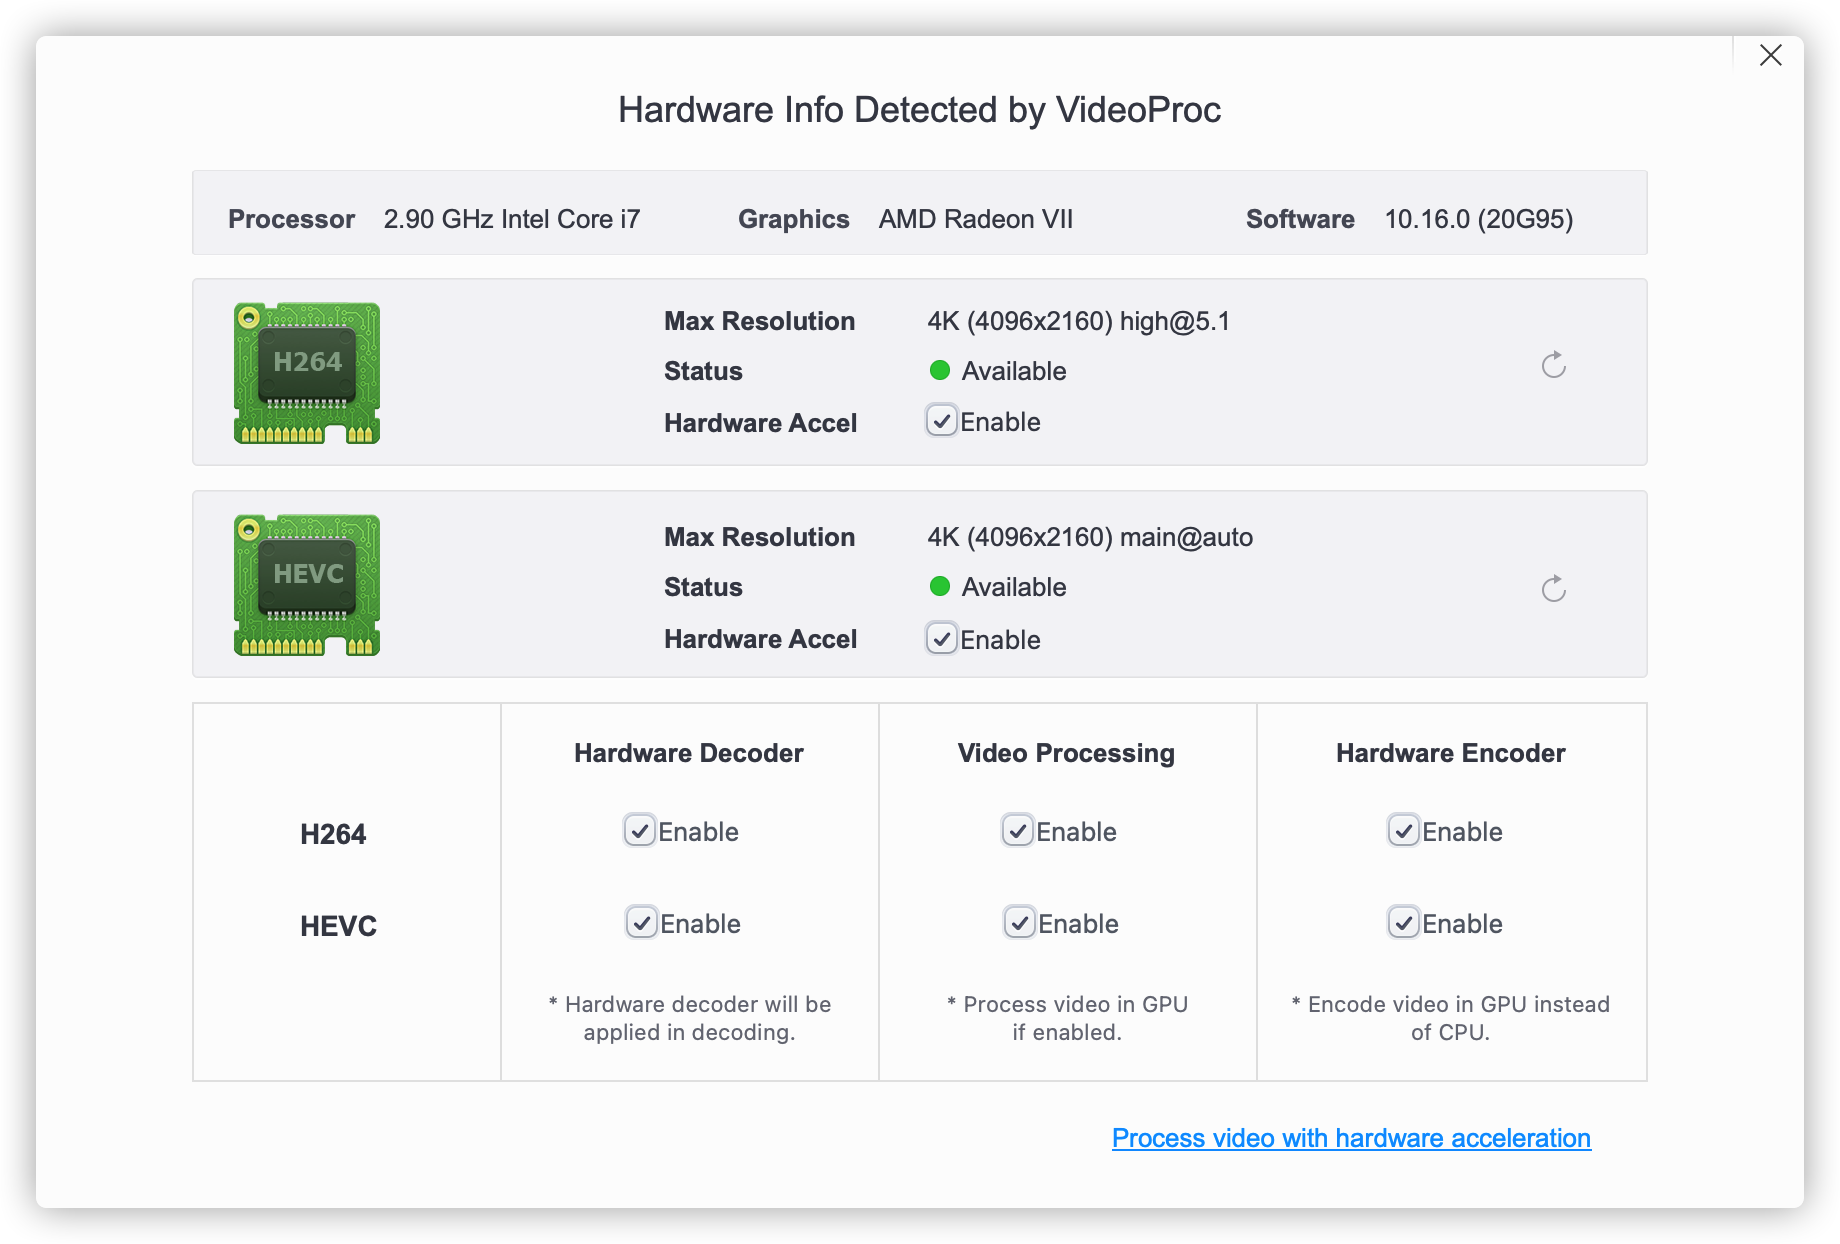 Hardware Info Detected by VideoProc
Processor 2.90 GHz Intel Core i7 Graphics AMD Radeon VII Software 10.16.0 (20G95)
H264
Max Resolution 4K (4096x2160) high@5.1
Status Available
Hardware Accel Enable
HEVC
Max Resolution 4K (4096x2160) main@auto
Status Available
Hardware Accel Enable
Hardware Decoder Video Processing Hardware Encoder
H264 Enable Enable Enable
HEVC Enable Enable Enable
* Hardware decoder will be applied in decoding.
* Process video in GPU if enabled.
* Encode video in GPU instead of CPU.
Process video with hardware acceleration